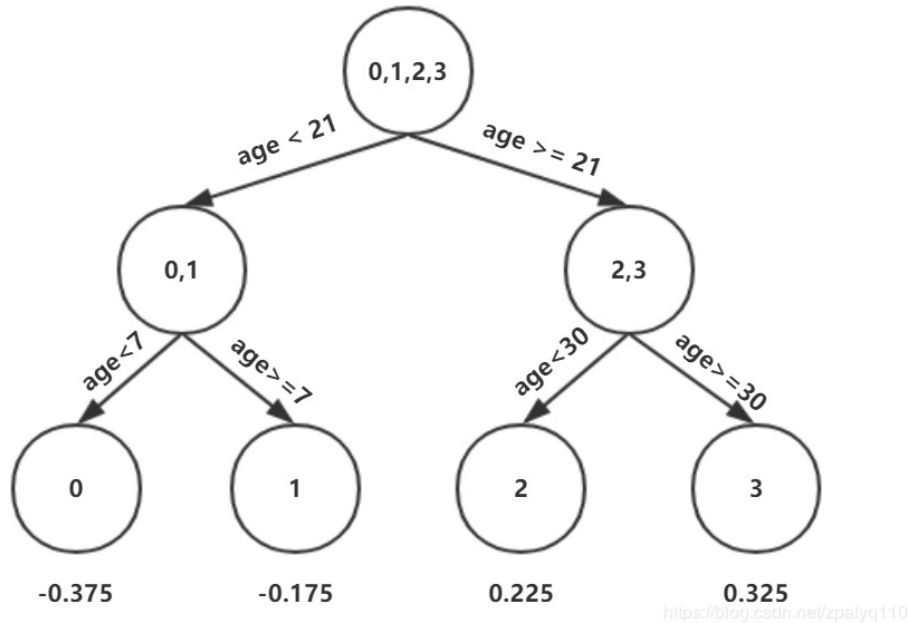 0,1,2,3
age < 21
age >= 21
0,1
2,3
age<7
age>=7
age<30
age>=30
0
1
2
3
-0.375
-0.175
0.225
0.325
https://blog.csdn.net/zpalyq110